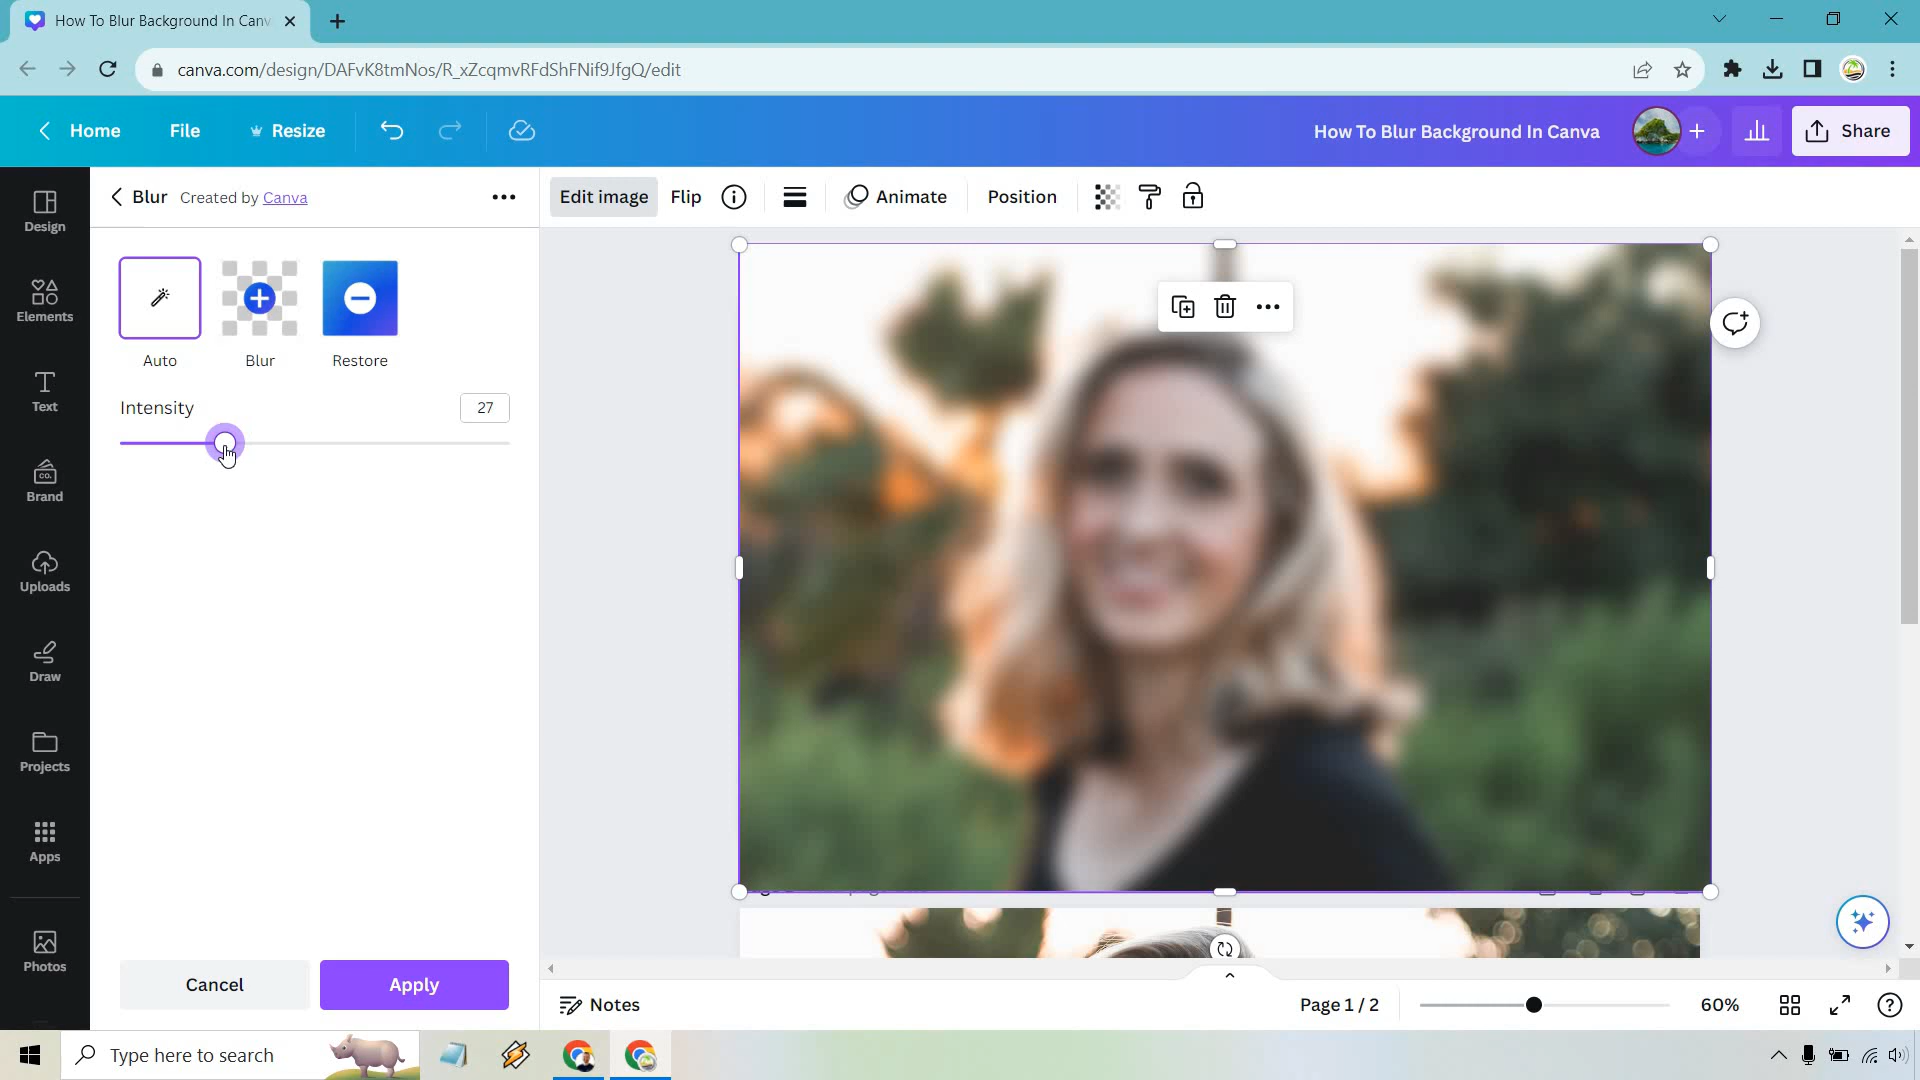 How To Blur Background In Canv
canva.com/design/DAFvK8tmNos/R_xZcqmvRFdShFNif9JfgQ/edit
Home
File
Resize
How To Blur Background In Canva
Share
Blur Created by Canva
Edit image
Flip
Animate
Position
Design
Elements
Text
CO.
Brand
Uploads
Draw
Projects
Apps
Photos
Auto
Blur
Restore
Intensity
27
Cancel
Apply
Notes
Page 1 / 2
60%
Type here to search